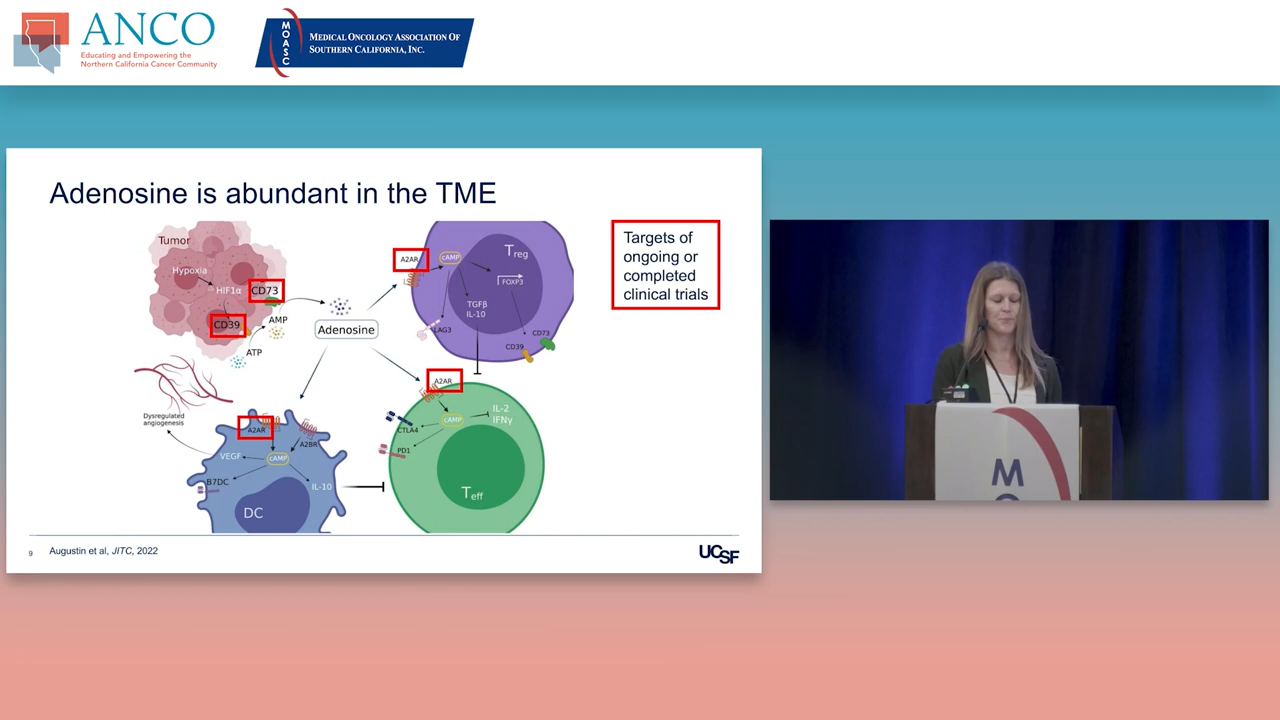 ANCO
Educating and Empowering the
Northern California Cancer Community
MOASC
MEDICAL ONCOLOGY ASSOCIATION OF
SOUTHERN CALIFORNIA, INC.
Adenosine is abundant in the TME
Targets of
ongoing or
completed
clinical trials
Tumor
Hypoxia
HIF1α
CD73
CD39
AMP
ATP
Adenosine
A2AR
cAMP
Treg
FOXP3
TGFβ
IL-10
LAG3
CD73
CD39
Dysregulated
angiogenesis
A2AR
A2BR
VEGF
cAMP
B7DC
IL-10
DC
A2AR
cAMP
IL-2
IFNγ
CTLA4
PD1
Teff
9
Augustin et al, JITC, 2022
UCSF
M
O